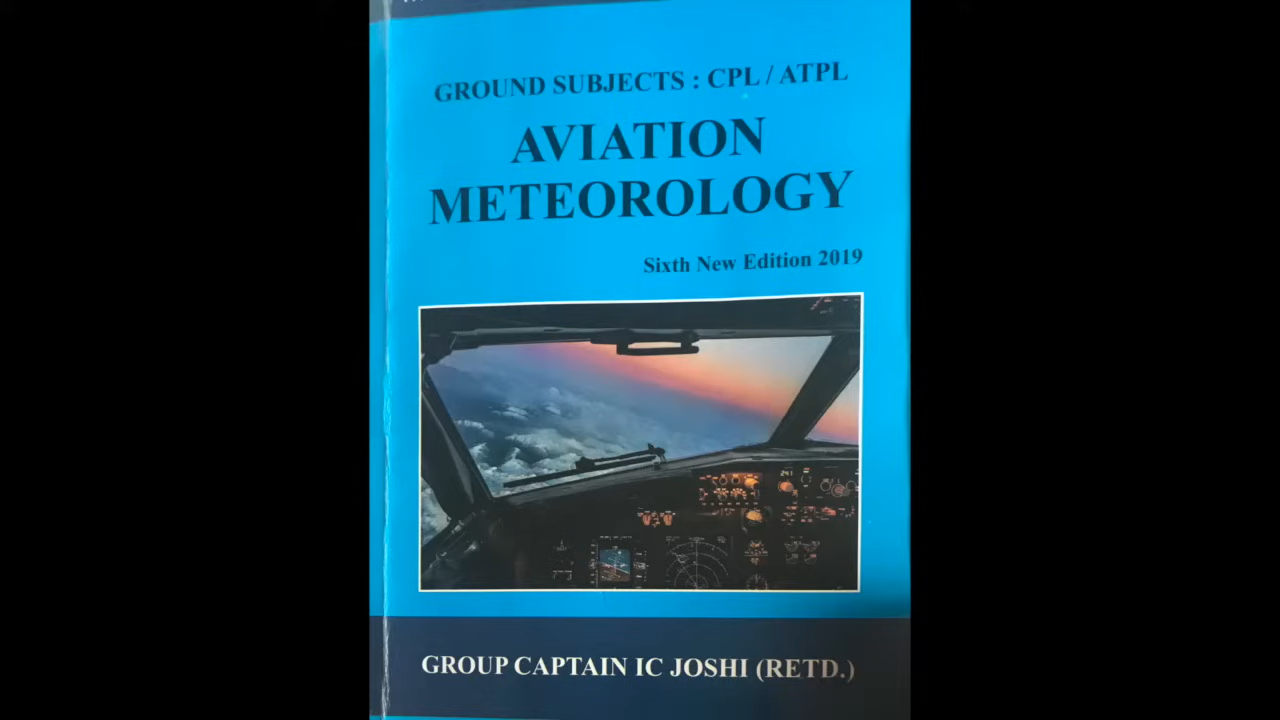 GROUND SUBJECTS : CPL / ATPL
AVIATION
METEOROLOGY
Sixth New Edition 2019
GROUP CAPTAIN IC JOSHI (RETD.)